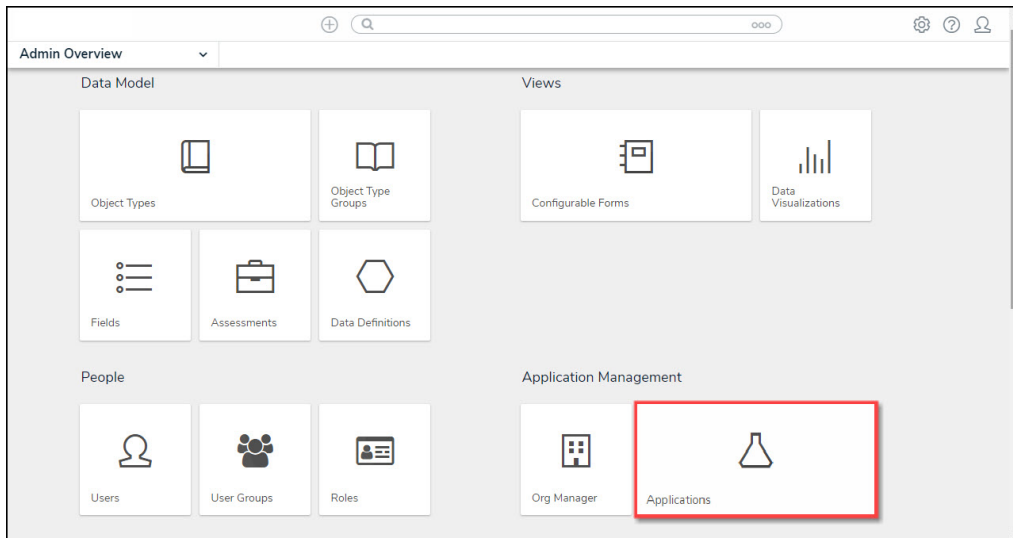 Admin Overview
Data Model
Object Types
Object Type
Groups
Fields
Assessments
Data Definitions
Views
Configurable Forms
Data
Visualizations
People
Users
User Groups
Roles
Application Management
Org Manager
Applications